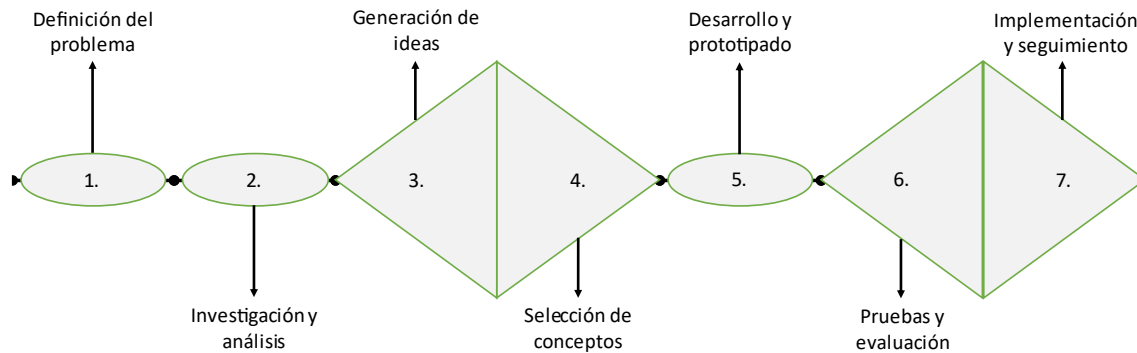 Definición del
problema
Generación de
ideas
Desarrollo y
prototipado
Implementación
y seguimiento
1.
2.
3.
4.
5.
6.
7.
Investigación y
análisis
Selección de
conceptos
Pruebas y
evaluación